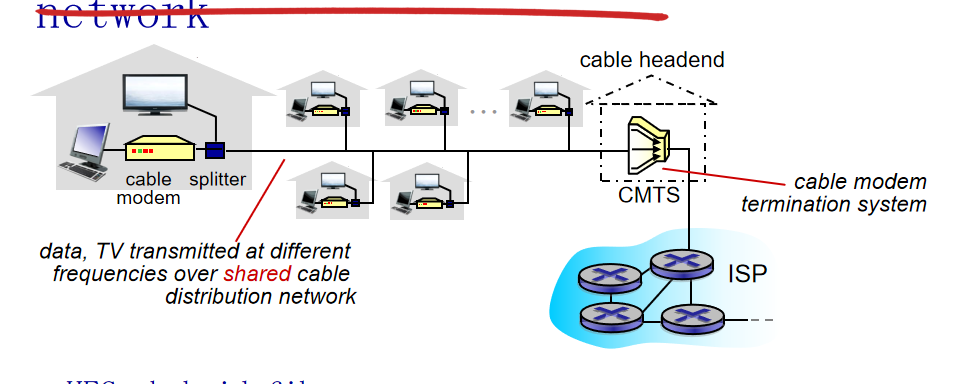 network
cable headend
cable
modem
splitter
CMTS
cable modem
termination system
data, TV transmitted at different
frequencies over shared cable
distribution network
ISP